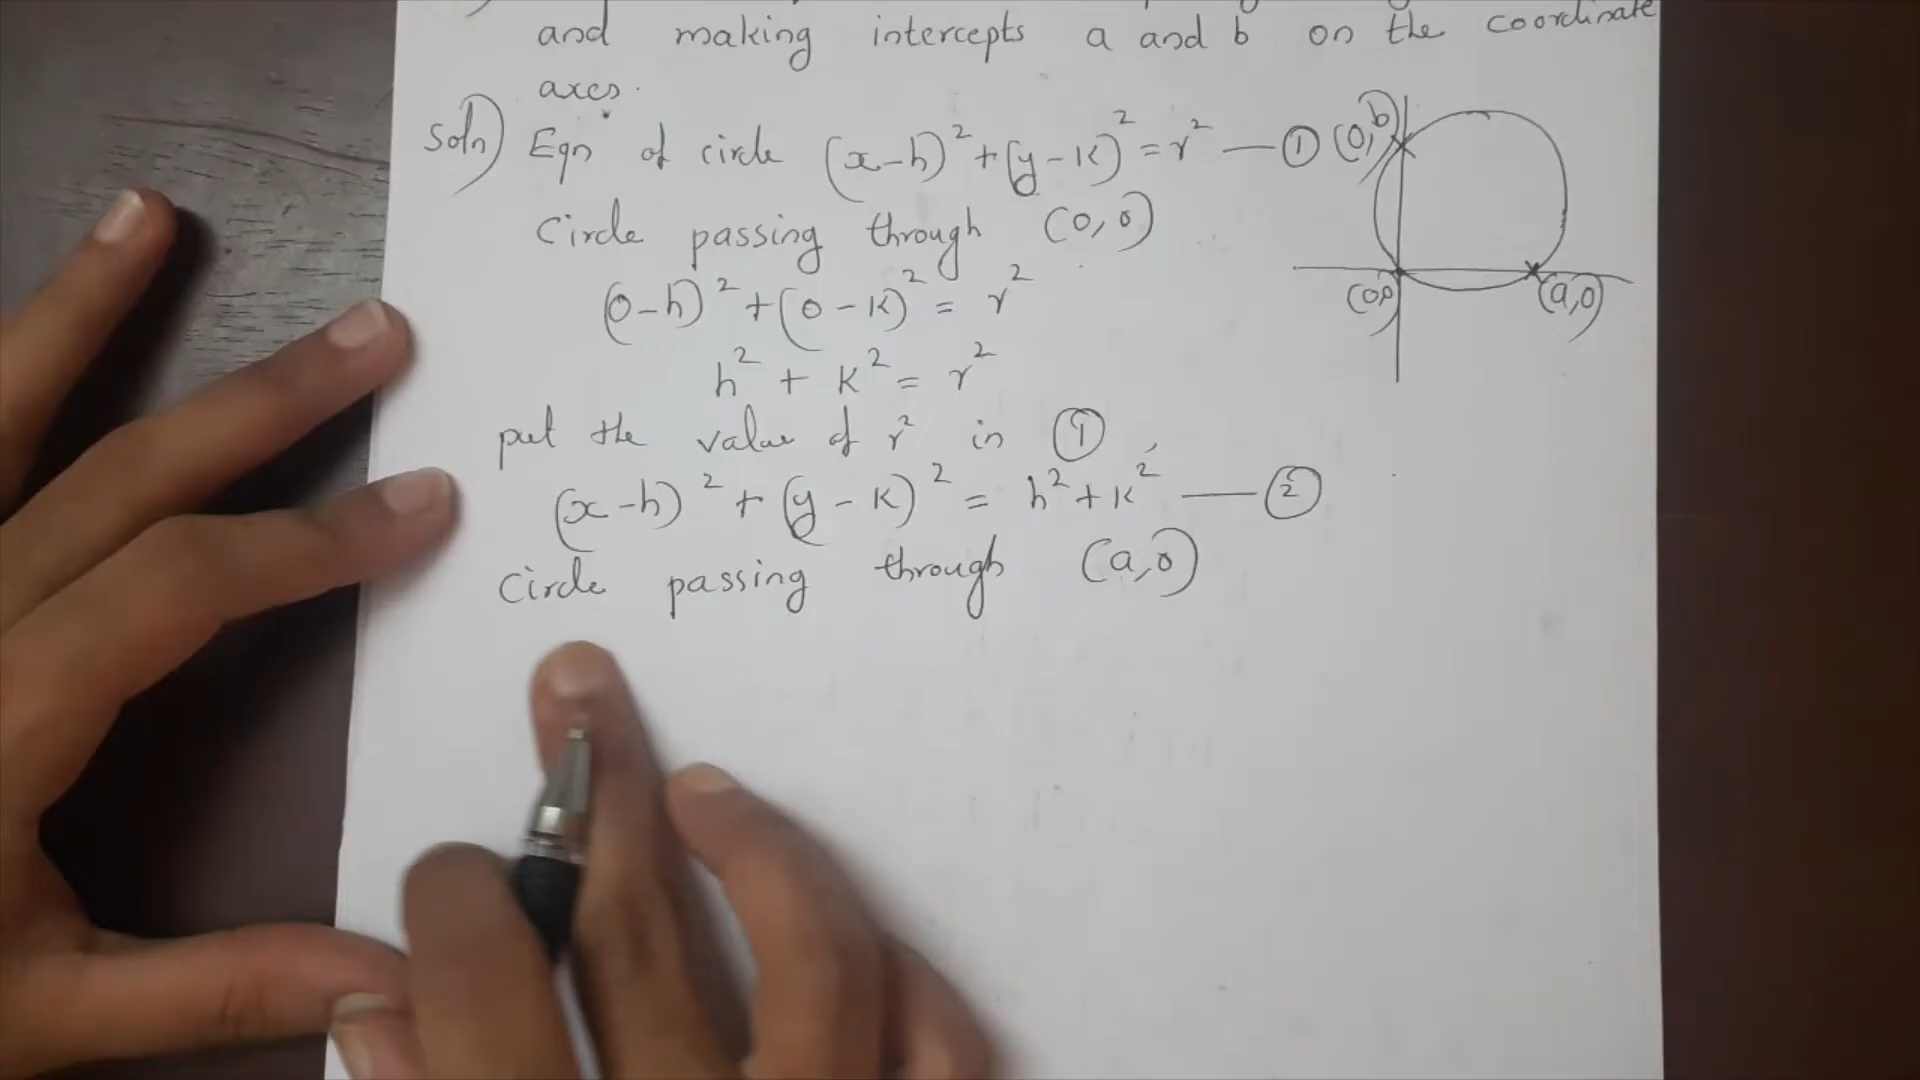 and making intercepts a and b on the coordinate
axes.
Soln) Eqn of circle (x-h)² + (y-k)² = r² — ①
Circle passing through (0,0)
(0-h)² + (0-k)² = r²
h² + k² = r²
put the value of r² in ①
(x-h)² + (y-k)² = h² + k² — ②
Circle passing through (a,0)
(0,b)
(0,0)
(a,0)